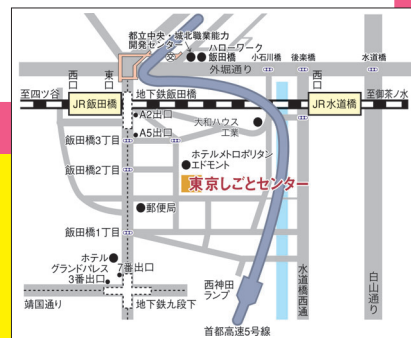 都立中央・城北職業能力
開発センター
ハローワーク
飯田橋
文
小石川橋
後楽橋
水道橋
外堀通り
至四ツ谷
西口
東口
JR飯田橋
地下鉄飯田橋
西口
JR水道橋
至御茶ノ水
A2出口
A5出口
大和ハウス
工業
飯田橋3丁目
ホテルメトロポリタン
エドモント
飯田橋2丁目
東京しごとセンター
郵便局
飯田橋1丁目
ホテル
グランドパレス
7番出口
3番出口
西神田
ランプ
水道橋西通
白山通り
靖国通り
地下鉄九段下
首都高速5号線